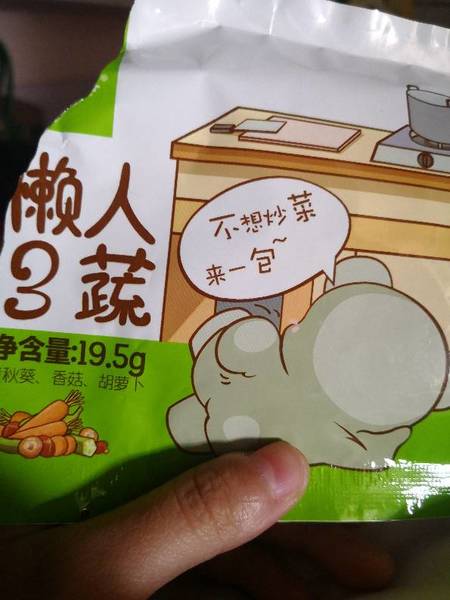 懒人
3蔬
不想炒菜
来一包~
净含量:19.5g
秋葵、香菇、胡萝卜